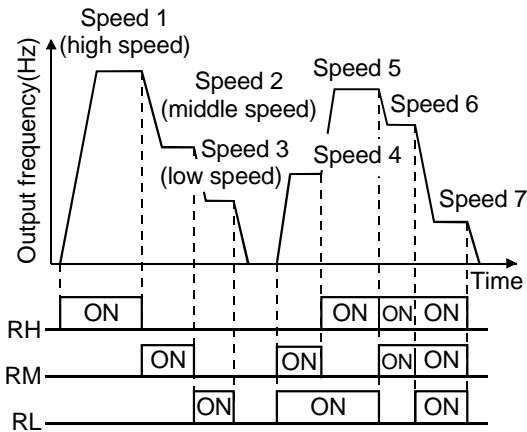 Speed 1
(high speed)
Output frequency(Hz)
Speed 2
(middle speed)
Speed 3
(low speed)
Speed 5
Speed 6
Speed 4
Speed 7
Time
RH ON ON ON ON
RM ON ON ON ON
RL ON ON ON